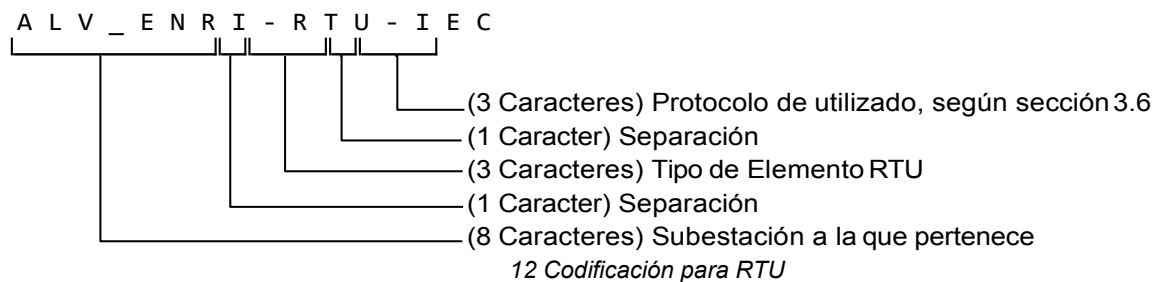 A L V _ E N R I - R T U - I E C
(3 Caracteres) Protocolo de utilizado, según sección 3.6
(1 Caracter) Separación
(3 Caracteres) Tipo de Elemento RTU
(1 Caracter) Separación
(8 Caracteres) Subestación a la que pertenece
12 Codificación para RTU